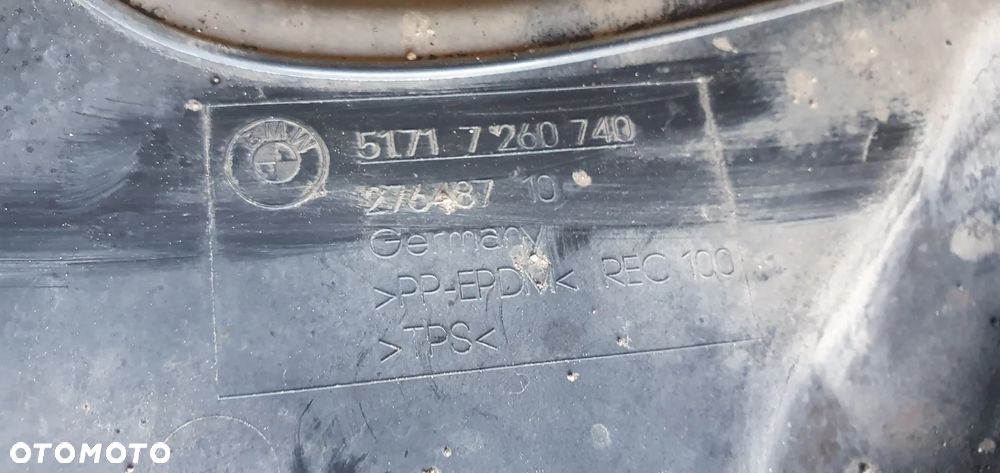 BMW
5171 7 260 740
276487 10
Germany
>PP-EPDM< REC 100
>TPS<
OTOMOTO